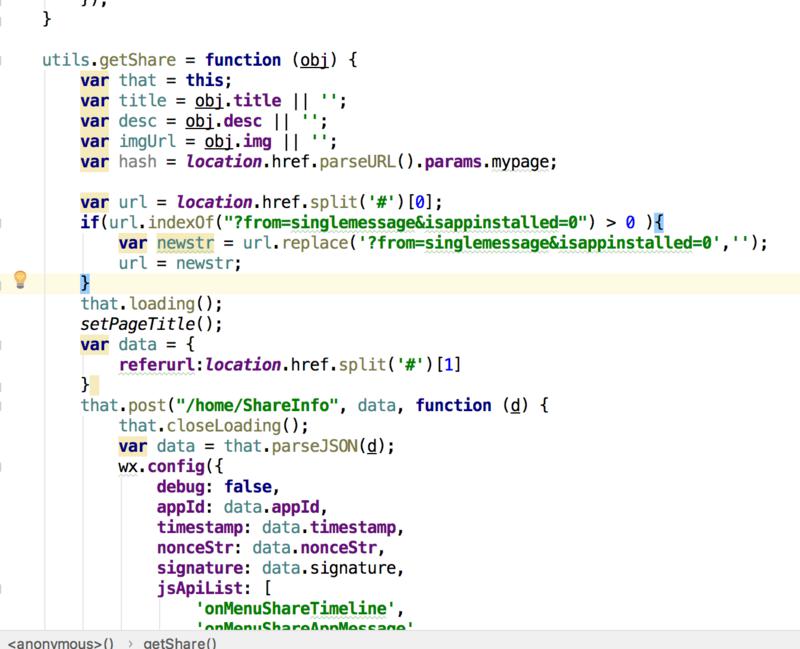 });
}
utils.getShare = function (obj) {
var that = this;
var title = obj.title || '';
var desc = obj.desc || '';
var imgUrl = obj.img || '';
var hash = location.href.parseURL().params.mypage;
var url = location.href.split('#')[0];
if(url.indexOf("?from=singlemessage&isappinstalled=0") > 0 ){
var newstr = url.replace('?from=singlemessage&isappinstalled=0','');
url = newstr;
}
that.loading();
setPageTitle();
var data = {
referurl:location.href.split('#')[1]
}
that.post("/home/ShareInfo", data, function (d) {
that.closeLoading();
var data = that.parseJSON(d);
wx.config({
debug: false,
appId: data.appId,
timestamp: data.timestamp,
nonceStr: data.nonceStr,
signature: data.signature,
jsApiList: [
'onMenuShareTimeline',
'onMenuShareAppMessage'
<anonymous>() › getShare()